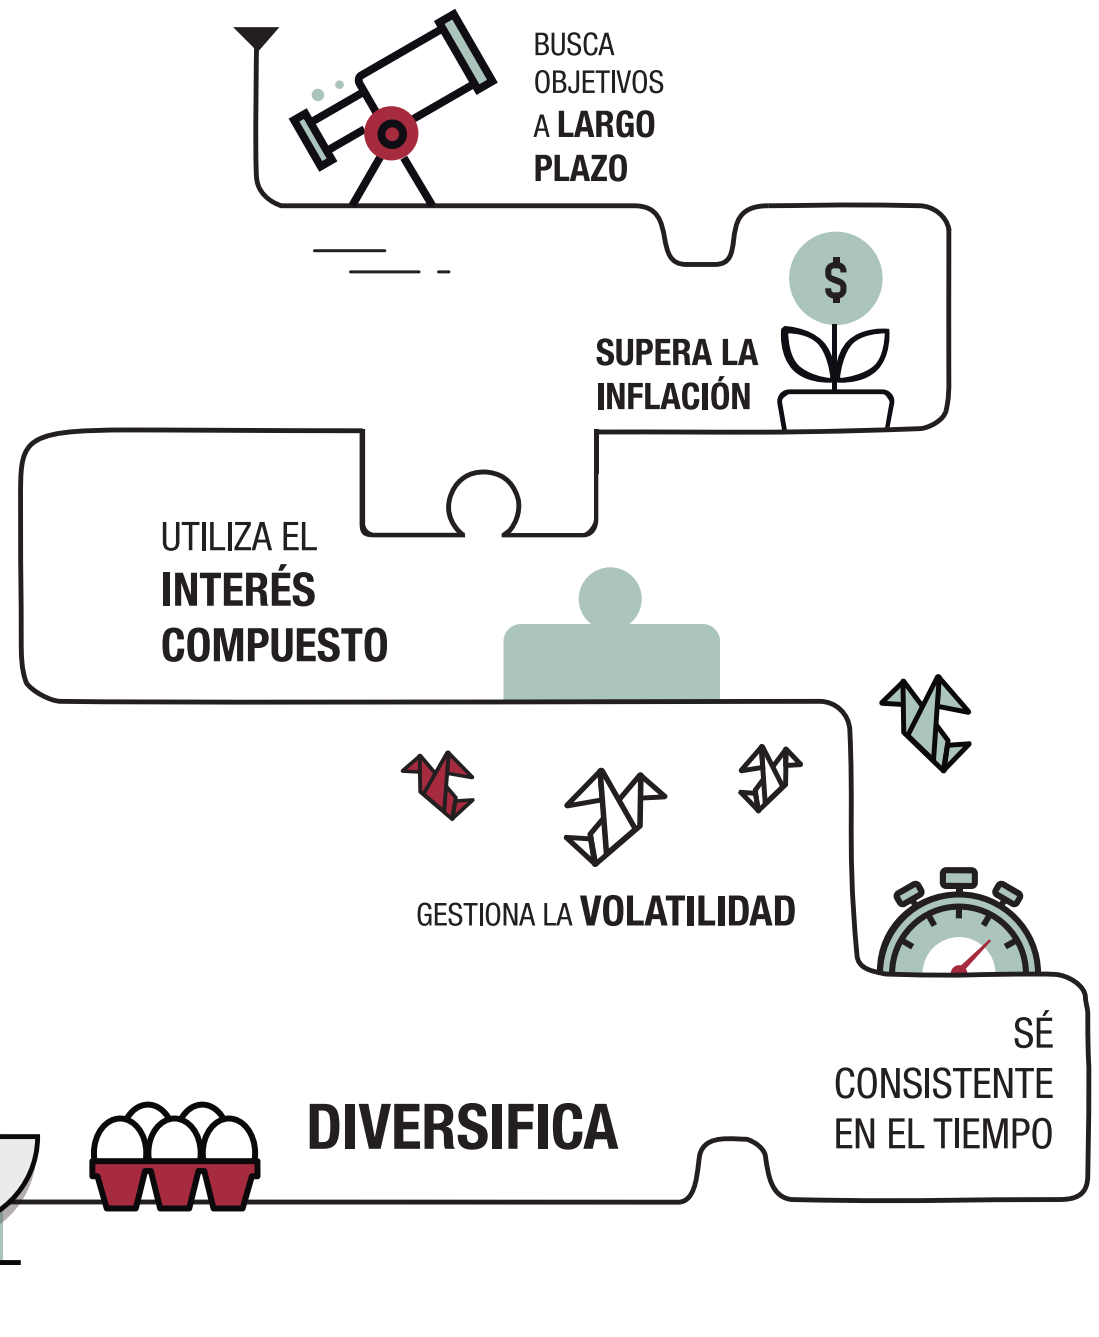 BUSCA
OBJETIVOS
A LARGO
PLAZO
$
SUPERA LA
INFLACIÓN
UTILIZA EL
INTERÉS
COMPUESTO
GESTIONA LA VOLATILIDAD
SÉ
CONSISTENTE
EN EL TIEMPO
DIVERSIFICA